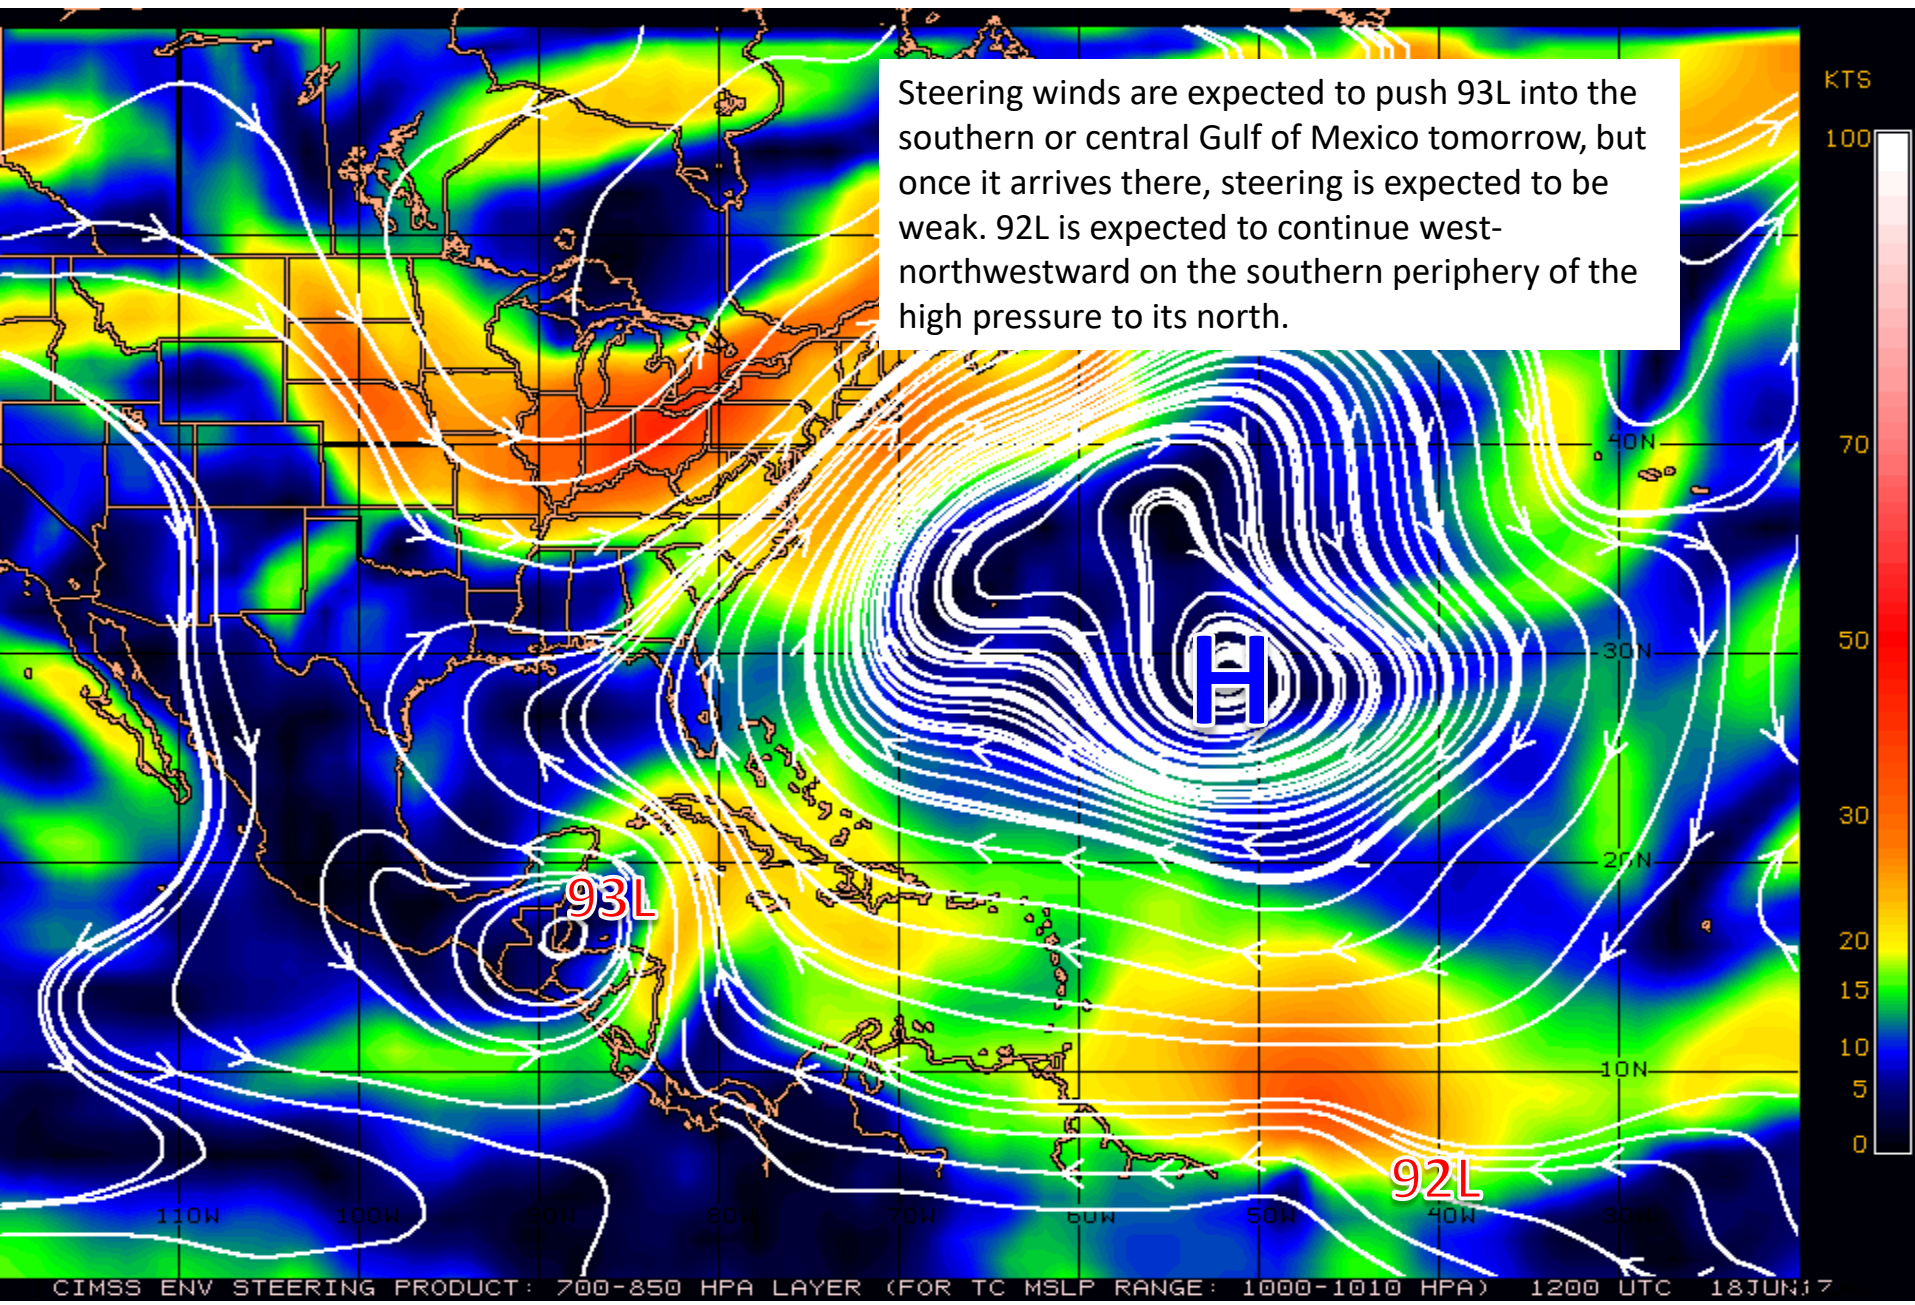 Steering winds are expected to push 93L into the
southern or central Gulf of Mexico tomorrow, but
once it arrives there, steering is expected to be
weak. 92L is expected to continue west-
northwestward on the southern periphery of the
high pressure to its north.
KTS
100
70
50
30
20
15
10
5
0
40N
30N
20N
10N
H
93L
92L
110W 100W 90W 80W 70W 60W 50W 40W 30W
CIMSS ENV STEERING PRODUCT: 700-850 HPA LAYER (FOR TC MSLP RANGE: 1000-1010 HPA) 1200 UTC 18JUN17